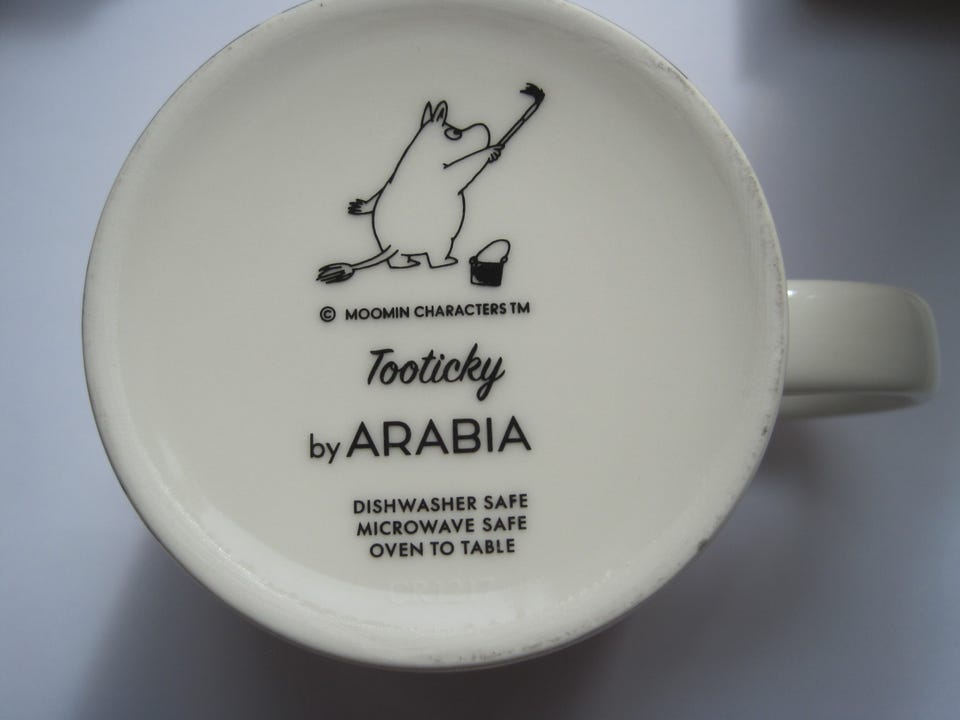 © MOOMIN CHARACTERS TM
Tooticky
by ARABIA
DISHWASHER SAFE
MICROWAVE SAFE
OVEN TO TABLE